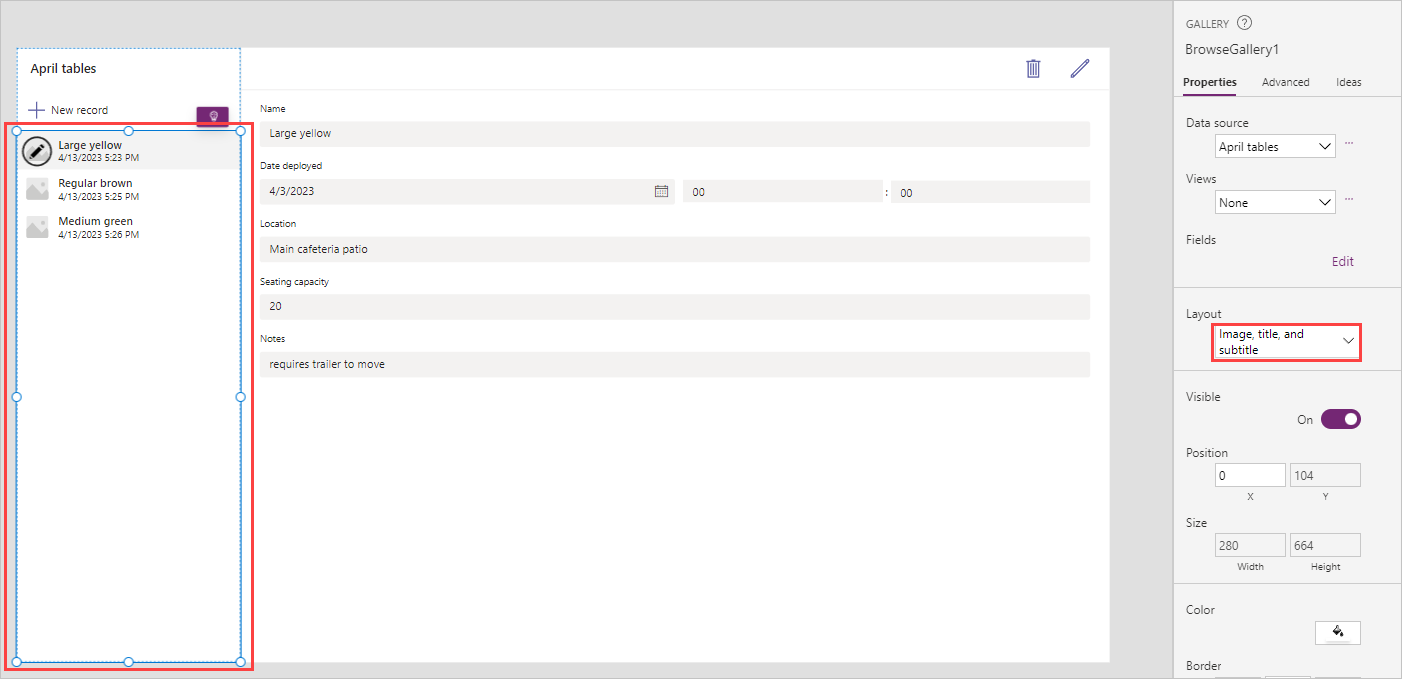 April tables
New record
Large yellow
4/13/2023 5:23 PM
Regular brown
4/13/2023 5:25 PM
Medium green
4/13/2023 5:26 PM
Name
Large yellow
Date deployed
4/3/2023
00
:
00
Location
Main cafeteria patio
Seating capacity
20
Notes
requires trailer to move
GALLERY ?
BrowseGallery1
Properties Advanced Ideas
Data source
April tables
...
Views
None
...
Fields
Edit
Layout
Image, title, and
subtitle
Visible
On
Position
0 104
X Y
Size
280 664
Width Height
Color
Border